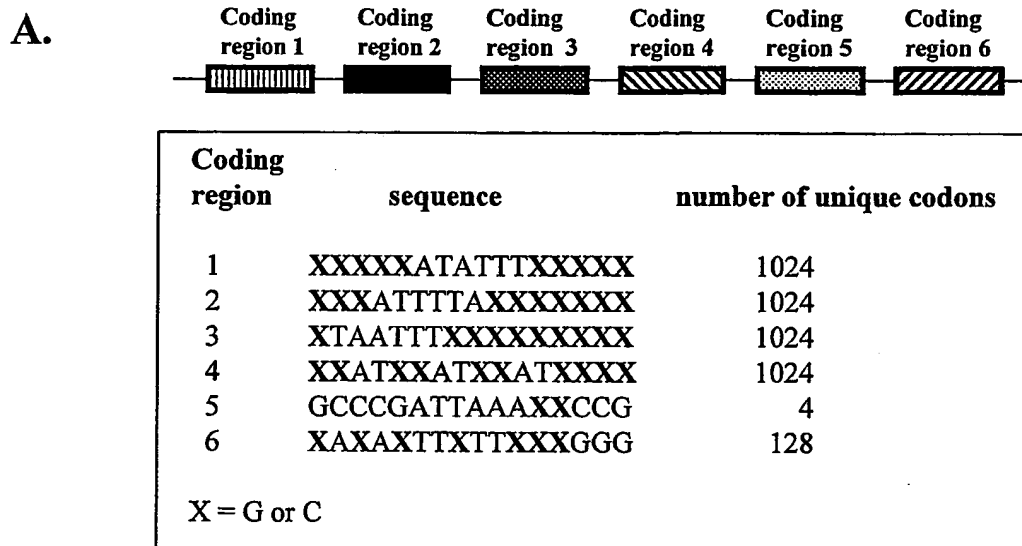 A.
Coding region 1 Coding region 2 Coding region 3 Coding region 4 Coding region 5 Coding region 6
Coding region sequence number of unique codons
1 XXXXXATATTTXXXXX 1024
2 XXXATTTTAXXXXXXX 1024
3 XTAATTTXXXXXXXXX 1024
4 XXATXXATXXATXXXX 1024
5 GCCCGATTAAAXXCCG 4
6 XAXAXTTXTTXXXGGG 128
X = G or C